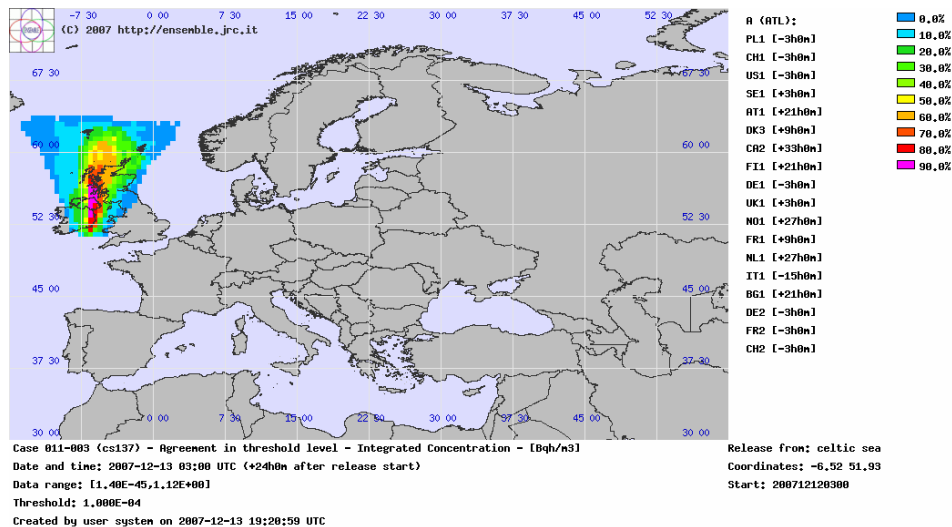 -7 30 0 00 7 30 15 00 22 30 30 00 37 30 45 00 52 30
(C) 2007 http://ensemble.jrc.it
67 30 67 30
60 00 60 00
52 30 52 30
45 00 45 00
37 30 37 30
0 00 7 30 15 00 22 30 30 00 37 30 45 00
30 00 30 00
A (ATL):
PL1 [-3h0m]
CH1 [-3h0m]
US1 [-3h0m]
SE1 [+3h0m]
AT1 [+21h0m]
DK3 [+9h0m]
CA2 [+33h0m]
FI1 [+21h0m]
DE1 [-3h0m]
UK1 [+3h0m]
NO1 [+27h0m]
FR1 [+9h0m]
NL1 [+27h0m]
IT1 [-15h0m]
BG1 [+21h0m]
DE2 [-3h0m]
FR2 [-3h0m]
CH2 [-3h0m]
0.0%
10.0%
20.0%
30.0%
40.0%
50.0%
60.0%
70.0%
80.0%
90.0%
Case 011-003 (cs137) - Agreement in threshold level - Integrated Concentration - [Bqh/m3]
Date and time: 2007-12-13 03:00 UTC (+24h0m after release start)
Data range: [1.40E-45,1.12E+00]
Threshold: 1.000E-04
Created by user system on 2007-12-13 19:20:59 UTC
Release from: celtic sea
Coordinates: -6.52 51.93
Start: 200712120300